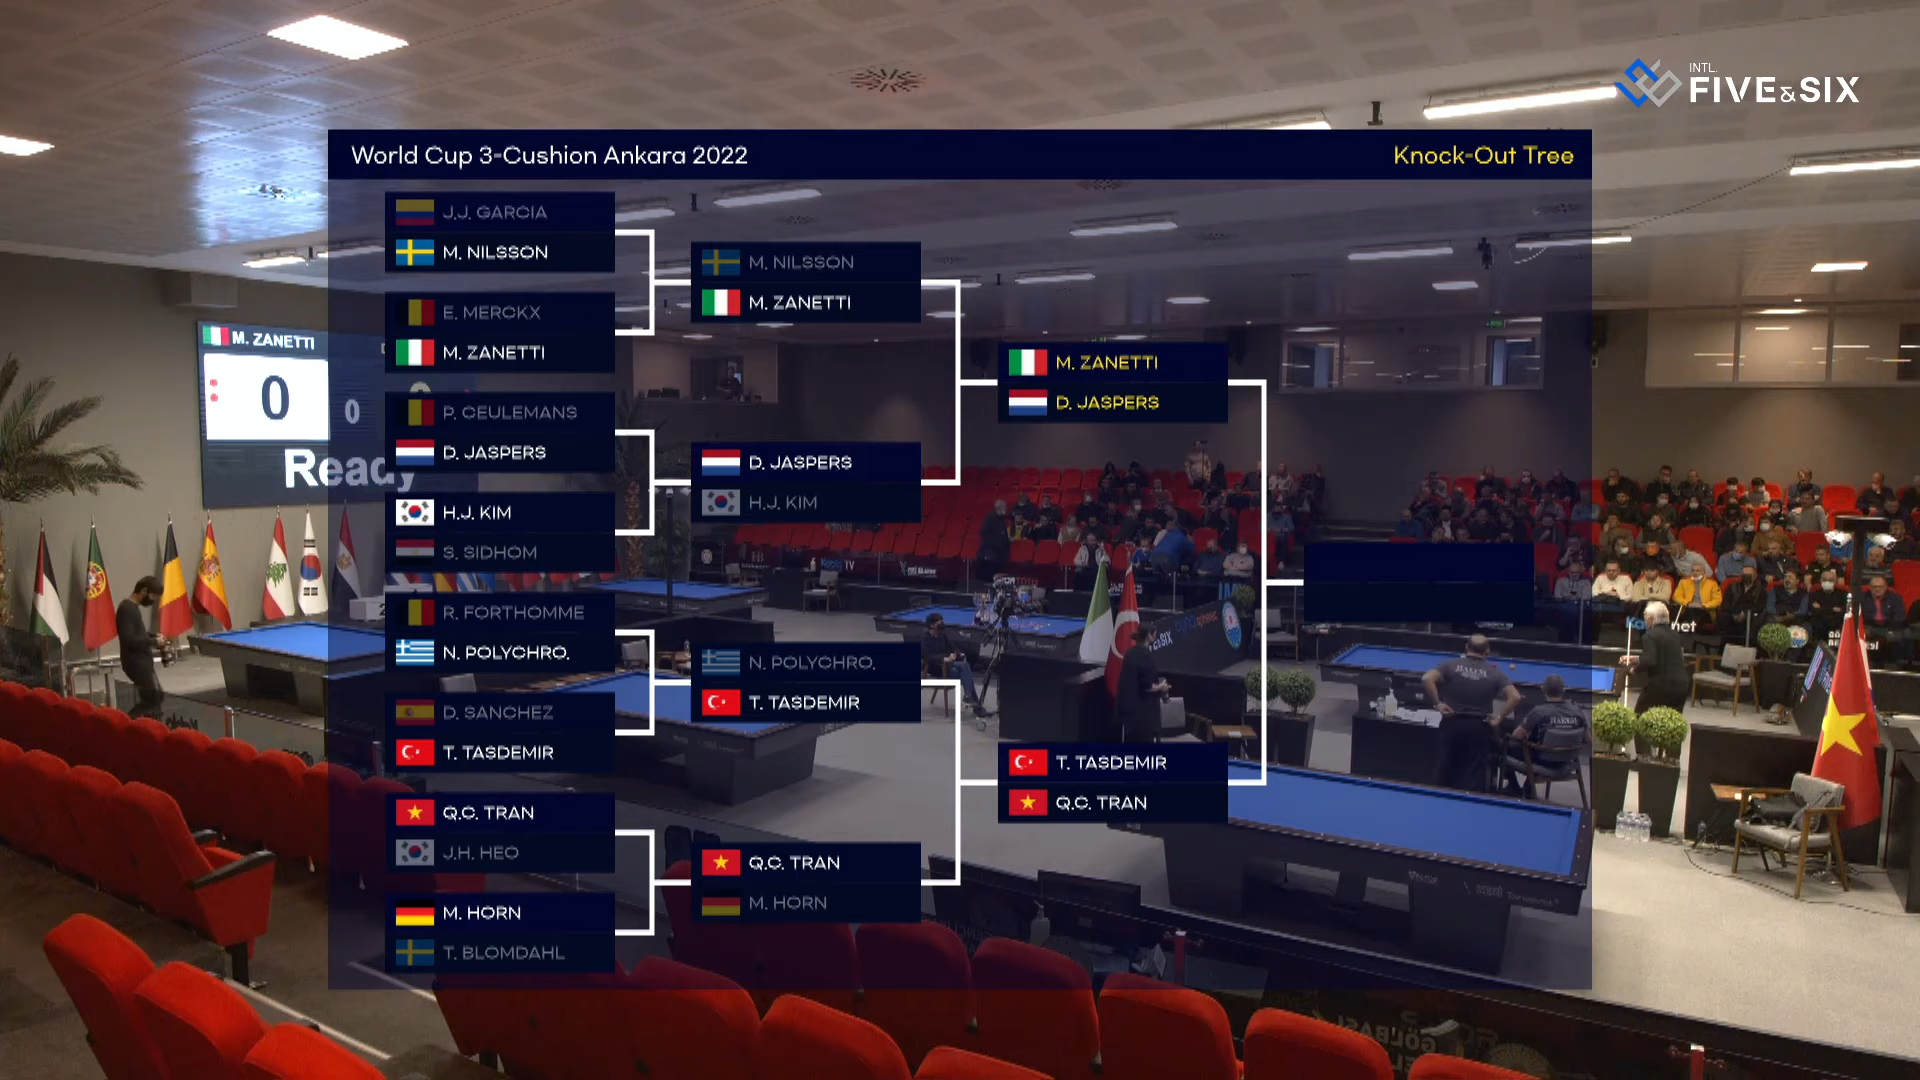 INTL.
FIVE&SIX
World Cup 3-Cushion Ankara 2022
Knock-Out Tree
J.J. GARCIA
M. NILSSON
E. MERCKX
M. ZANETTI
P. CEULEMANS
D. JASPERS
H.J. KIM
S. SIDHOM
R. FORTHOMME
N. POLYCHRO.
D. SANCHEZ
T. TASDEMIR
Q.C. TRAN
J.H. HEO
M. HORN
T. BLOMDAHL
M. NILSSON
M. ZANETTI
D. JASPERS
H.J. KIM
N. POLYCHRO.
T. TASDEMIR
Q.C. TRAN
M. HORN
M. ZANETTI
D. JASPERS
T. TASDEMIR
Q.C. TRAN
M. ZANETTI
0
0
Ready